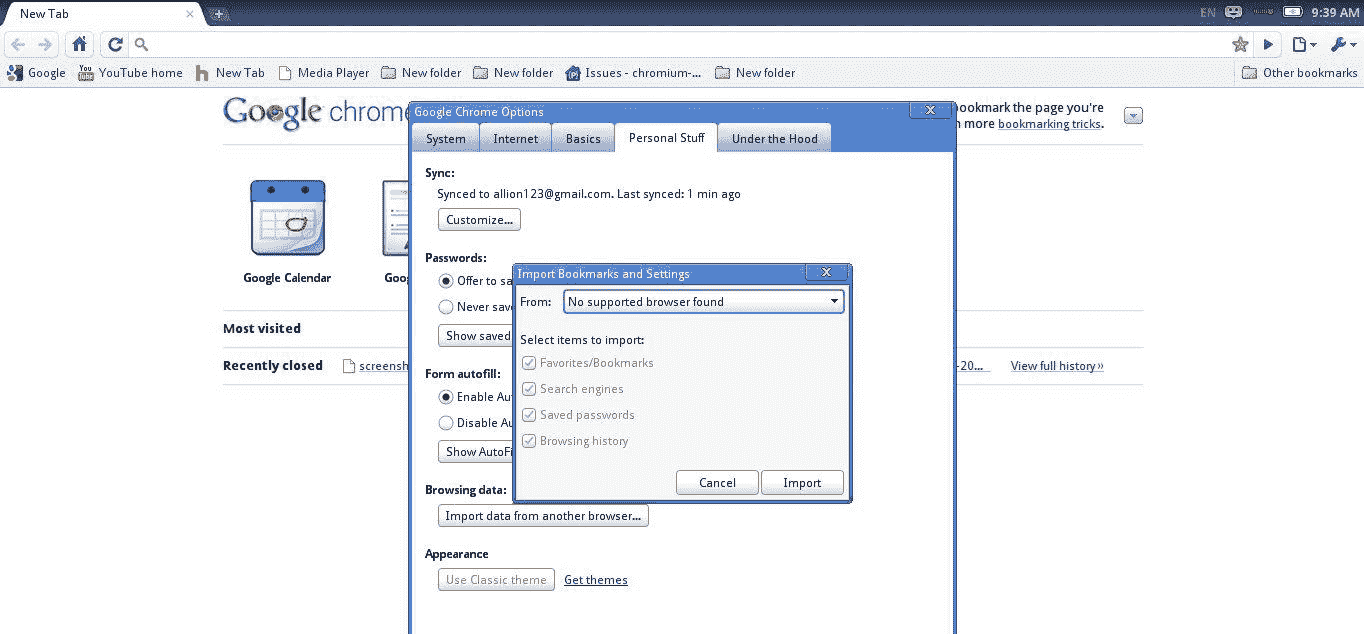 New Tab
EN
9:39 AM
Google
YouTube home
New Tab
Media Player
New folder
New folder
Issues - chromium-...
New folder
Other bookmarks
Google chrome
Google Chrome Options
ookmark the page you're
more bookmarking tricks.
System
Internet
Basics
Personal Stuff
Under the Hood
Sync:
Synced to allion123@gmail.com. Last synced: 1 min ago
Customize...
Google Calendar
Goo
Passwords:
Offer to sa
Never save
Show saved
Import Bookmarks and Settings
From:
No supported browser found
Select items to import:
Favorites/Bookmarks
Search engines
Saved passwords
Browsing history
Cancel
Import
Most visited
Recently closed
screensh
-20...
View full history»
Form autofill:
Enable Au
Disable Au
Show AutoFi
Browsing data:
Import data from another browser...
Appearance
Use Classic theme
Get themes